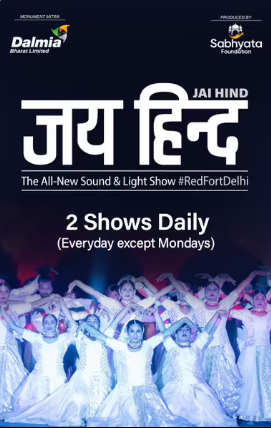 MONUMENT MITRA
Dalmia
Bharat Limited
PRODUCED BY
Sabhyata
Foundation
JAI HIND
जय हिन्द
The All-New Sound & Light Show #RedFortDelhi
2 Shows Daily
(Everyday except Mondays)